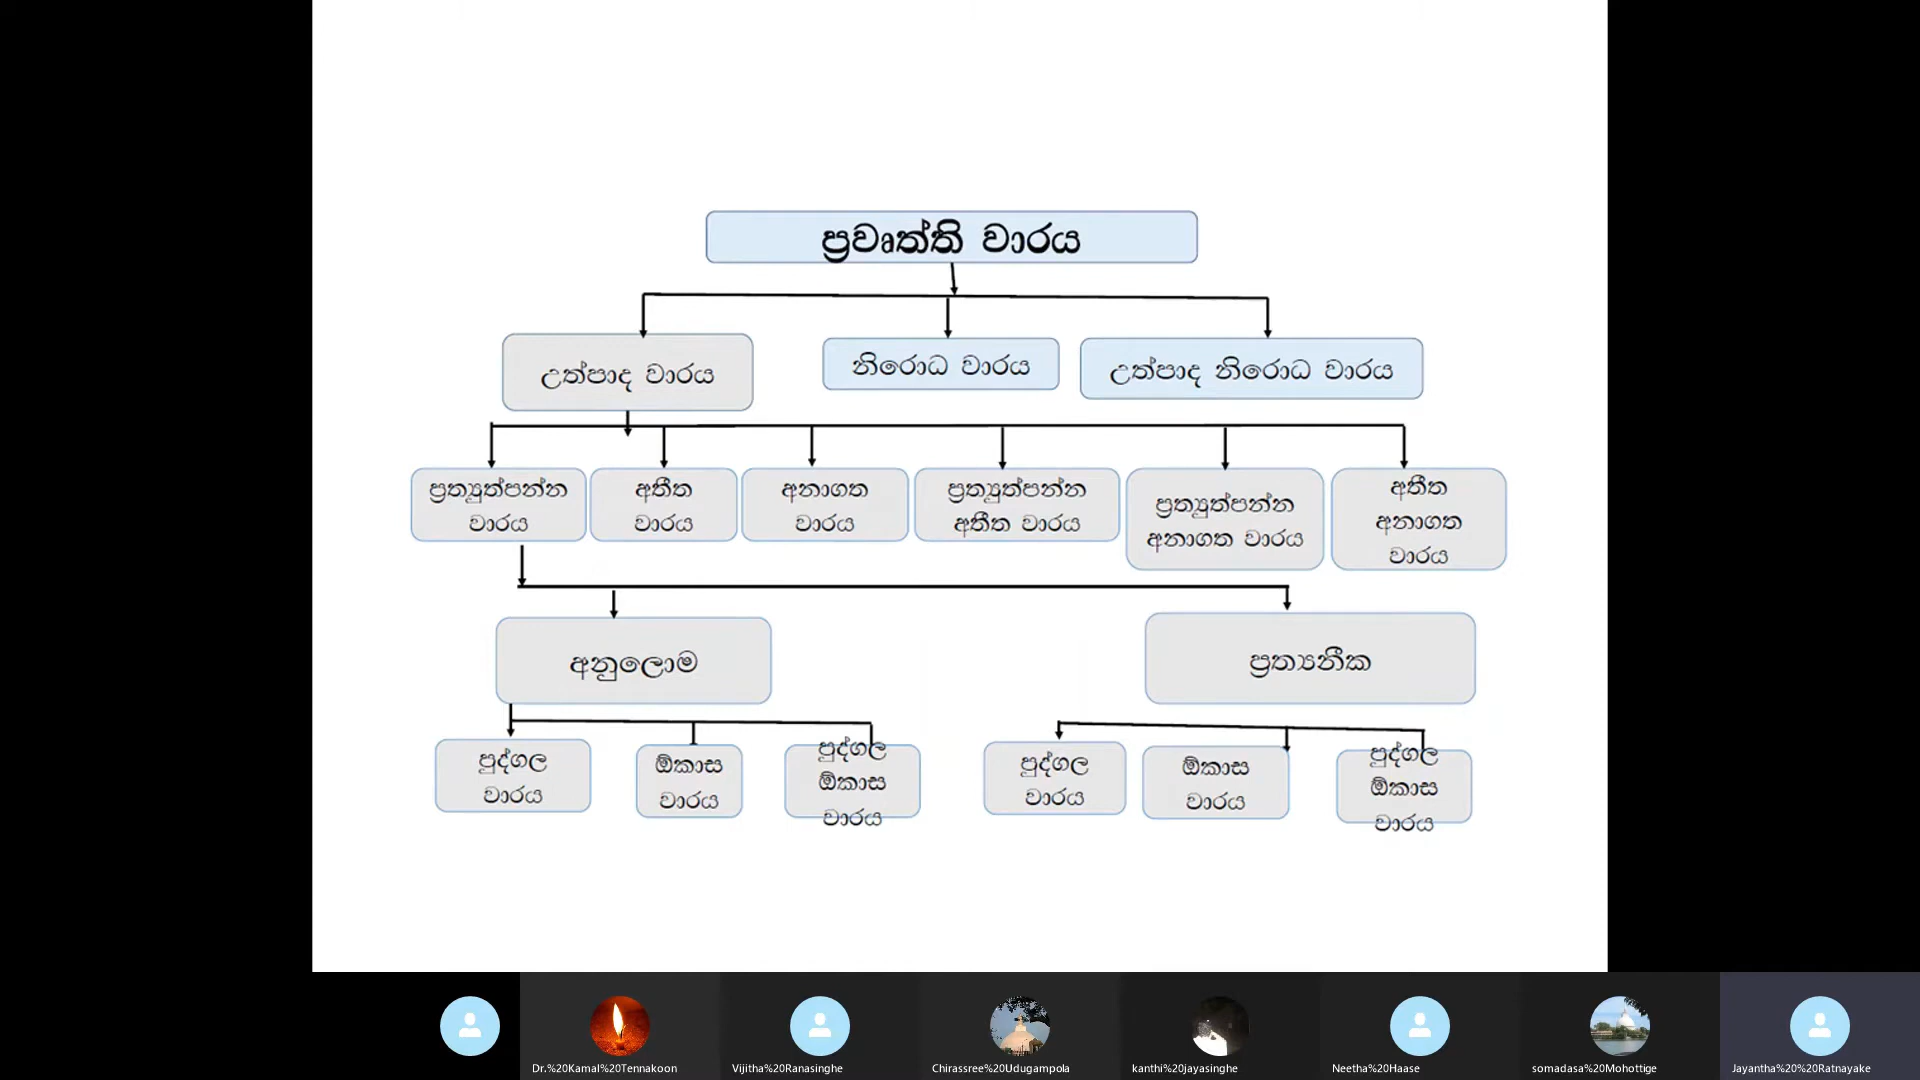 ප්‍රවෘත්ති වාරය
උත්පාද වාරය
නිරොධ වාරය
උත්පාද නිරොධ වාරය
ප්‍රත්‍යුත්පන්න
වාරය
අතීත
වාරය
අනාගත
වාරය
ප්‍රත්‍යුත්පන්න
අතීත වාරය
ප්‍රත්‍යුත්පන්න
අනාගත වාරය
අතීත
අනාගත
වාරය
අනුලොම
ප්‍රත්‍යනීක
පුද්ගල
වාරය
ඕකාස
වාරය
පුද්ගල
ඕකාස
වාරය
පුද්ගල
වාරය
ඕකාස
වාරය
පුද්ගල
ඕකාස
වාරය
Dr.%20Kamal%20Tennakoon
Vijitha%20Ranasinghe
Chirassree%20Udugampola
kanthi%20jayasinghe
Neetha%20Haase
somadasa%20Mohottige
Jayantha%20%20Ratnayake